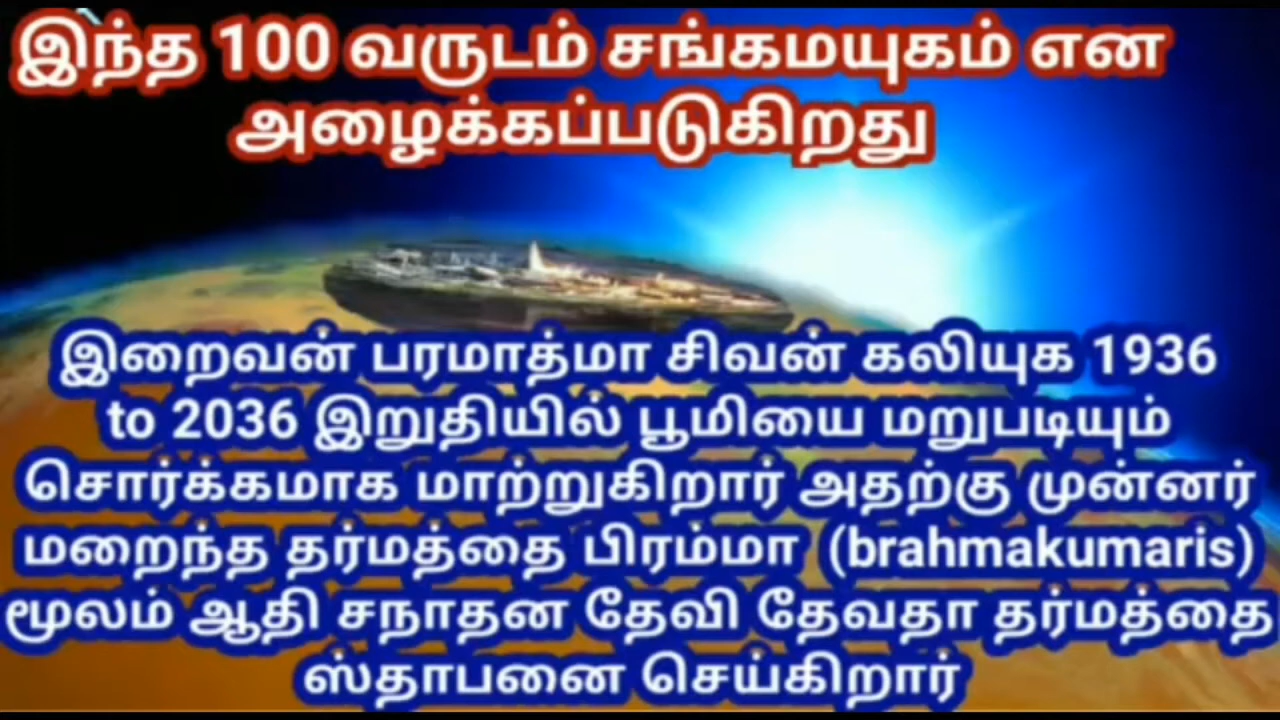 இந்த 100 வருடம் சங்கமயுகம் என
அழைக்கப்படுகிறது
இறைவன் பரமாத்மா சிவன் கலியுக 1936
to 2036 இறுதியில் பூமியை மறுபடியும்
சொர்க்கமாக மாற்றுகிறார் அதற்கு முன்னர்
மறைந்த தர்மத்தை பிரம்மா (brahmakumaris)
மூலம் ஆதி சநாதன தேவி தேவதா தர்மத்தை
ஸ்தாபனை செய்கிறார்